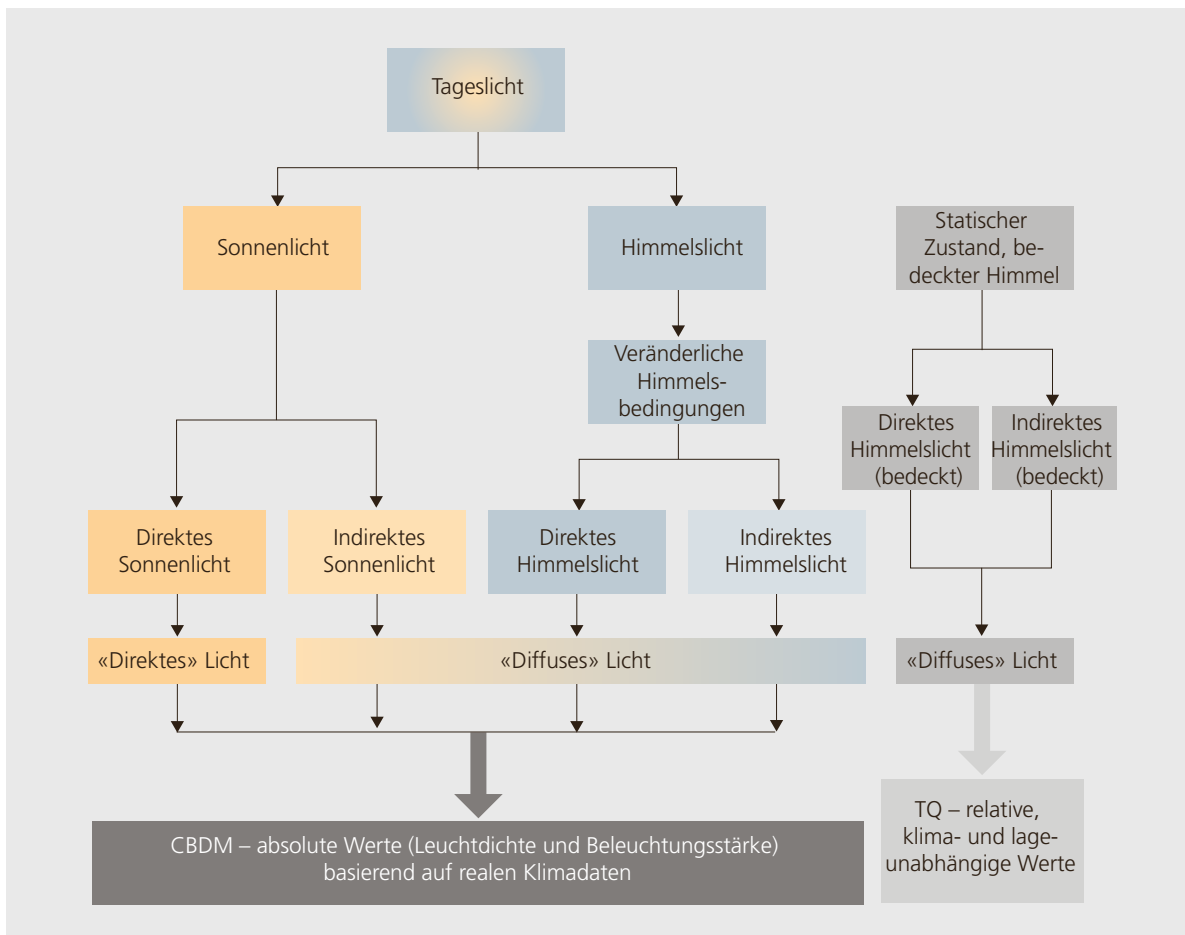 Tageslicht
Sonnenlicht
Himmelslicht
Statischer
Zustand, be-
deckter Himmel
Veränderliche
Himmels-
bedingungen
Direktes
Himmelslicht
(bedeckt)
Indirektes
Himmelslicht
(bedeckt)
Direktes
Sonnenlicht
Indirektes
Sonnenlicht
Direktes
Himmelslicht
Indirektes
Himmelslicht
«Direktes» Licht
«Diffuses» Licht
«Diffuses» Licht
CBDM – absolute Werte (Leuchtdichte und Beleuchtungsstärke)
basierend auf realen Klimadaten
TQ – relative,
klima- und lage-
unabhängige Werte